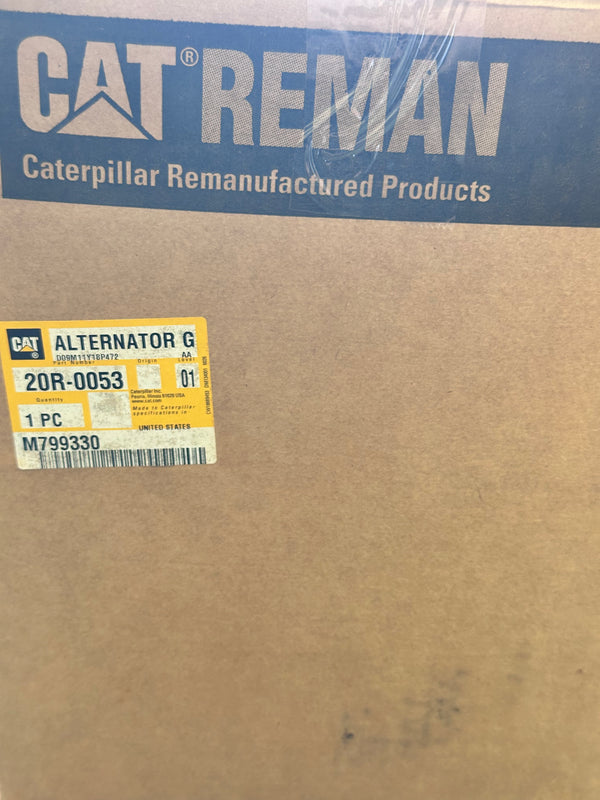 CAT® REMAN
Caterpillar Remanufactured Products
CAT® ALTERNATOR G
D09M11Y18P472 AA
Part Number Origin Level
20R-0053 01
Caterpillar Inc.
Peoria, Illinois 61629 USA
www.cat.com
Quantity
Made to Caterpillar
specifications in
1 PC
UNITED STATES
M799330